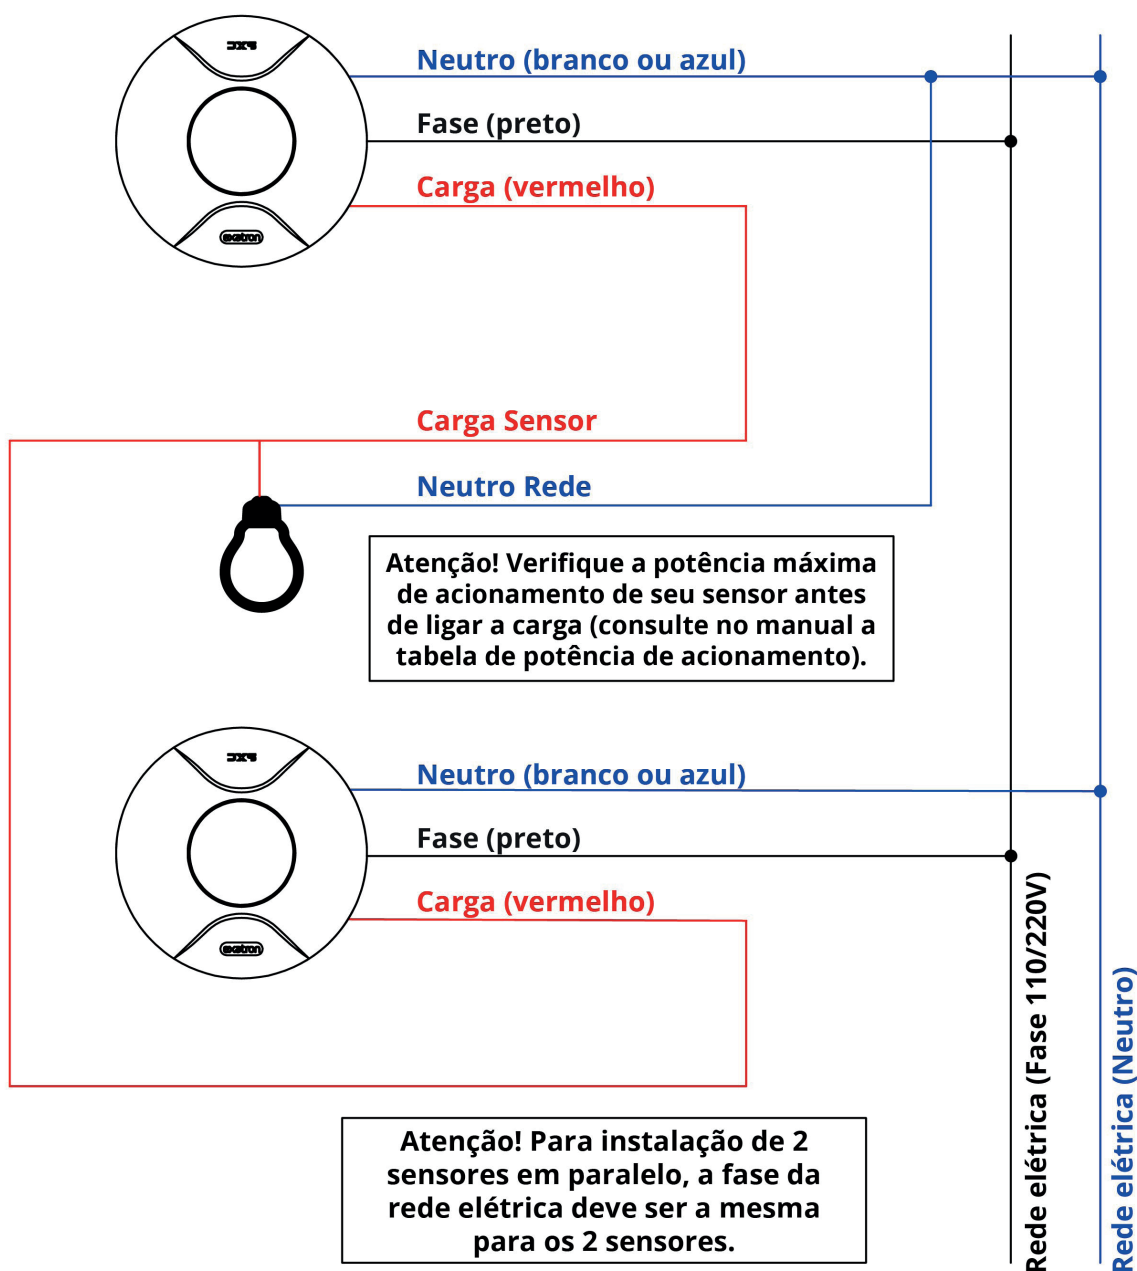 Neutro (branco ou azul)
Fase (preto)
Carga (vermelho)
exatron
Carga Sensor
Neutro Rede
Atenção! Verifique a potência máxima
de acionamento de seu sensor antes
de ligar a carga (consulte no manual a
tabela de potência de acionamento).
Neutro (branco ou azul)
Fase (preto)
Carga (vermelho)
exatron
Rede elétrica (Fase 110/220V)
Rede elétrica (Neutro)
Atenção! Para instalação de 2
sensores em paralelo, a fase da
rede elétrica deve ser a mesma
para os 2 sensores.